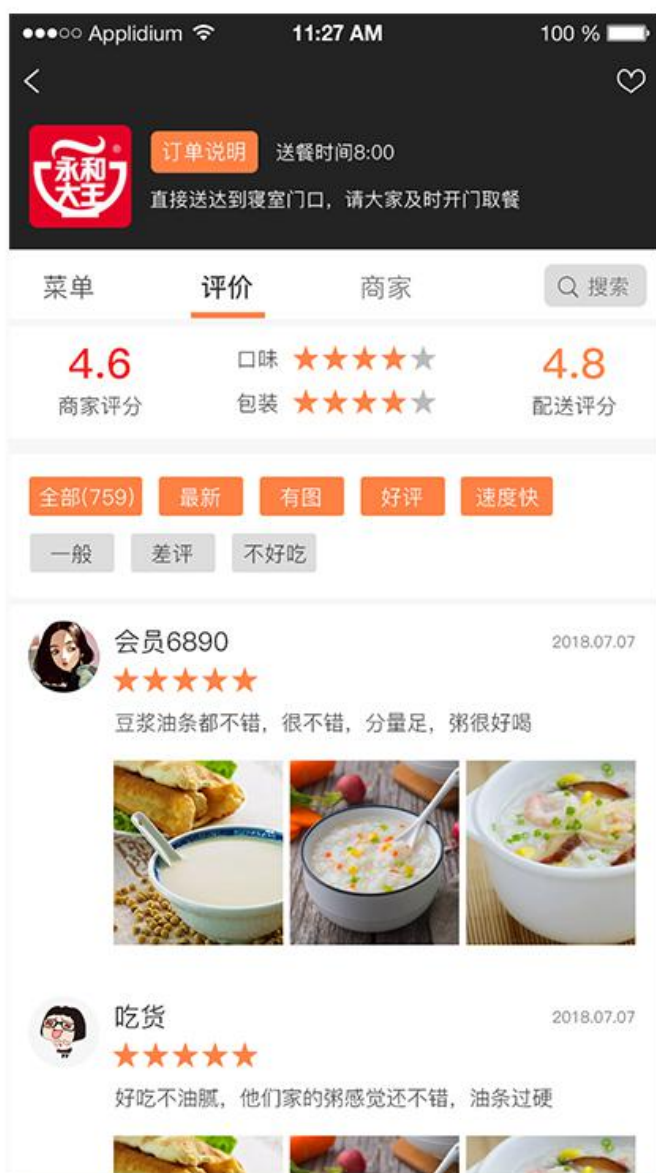 Applidium 11:27 AM 100 %
永和大王
订单说明 送餐时间8:00
直接送达到寝室门口，请大家及时开门取餐
菜单 评价 商家 搜索
4.6 口味 4.8
商家评分 包装 配送评分
全部(759) 最新 有图 好评 速度快
一般 差评 不好吃
会员6890 2018.07.07
豆浆油条都不错，很不错，分量足，粥很好喝
吃货 2018.07.07
好吃不油腻，他们家的粥感觉还不错，油条过硬